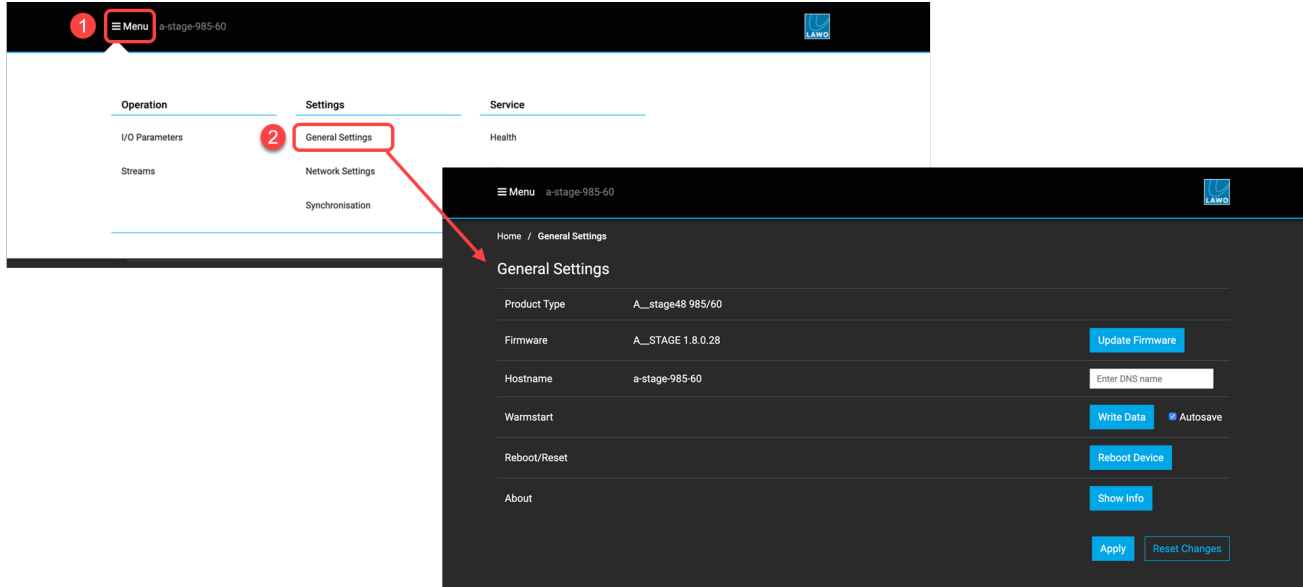 1 Menu a-stage-985-60
LAWO
Operation Settings Service
I/O Parameters 2 General Settings Health
Streams Network Settings
Synchronisation
Menu a-stage-985-60
LAWO
Home / General Settings
General Settings
Product Type A__stage48 985/60
Firmware A__STAGE 1.8.0.28 Update Firmware
Hostname a-stage-985-60 Enter DNS name
Warmstart Write Data Autosave
Reboot/Reset Reboot Device
About Show Info
Apply Reset Changes